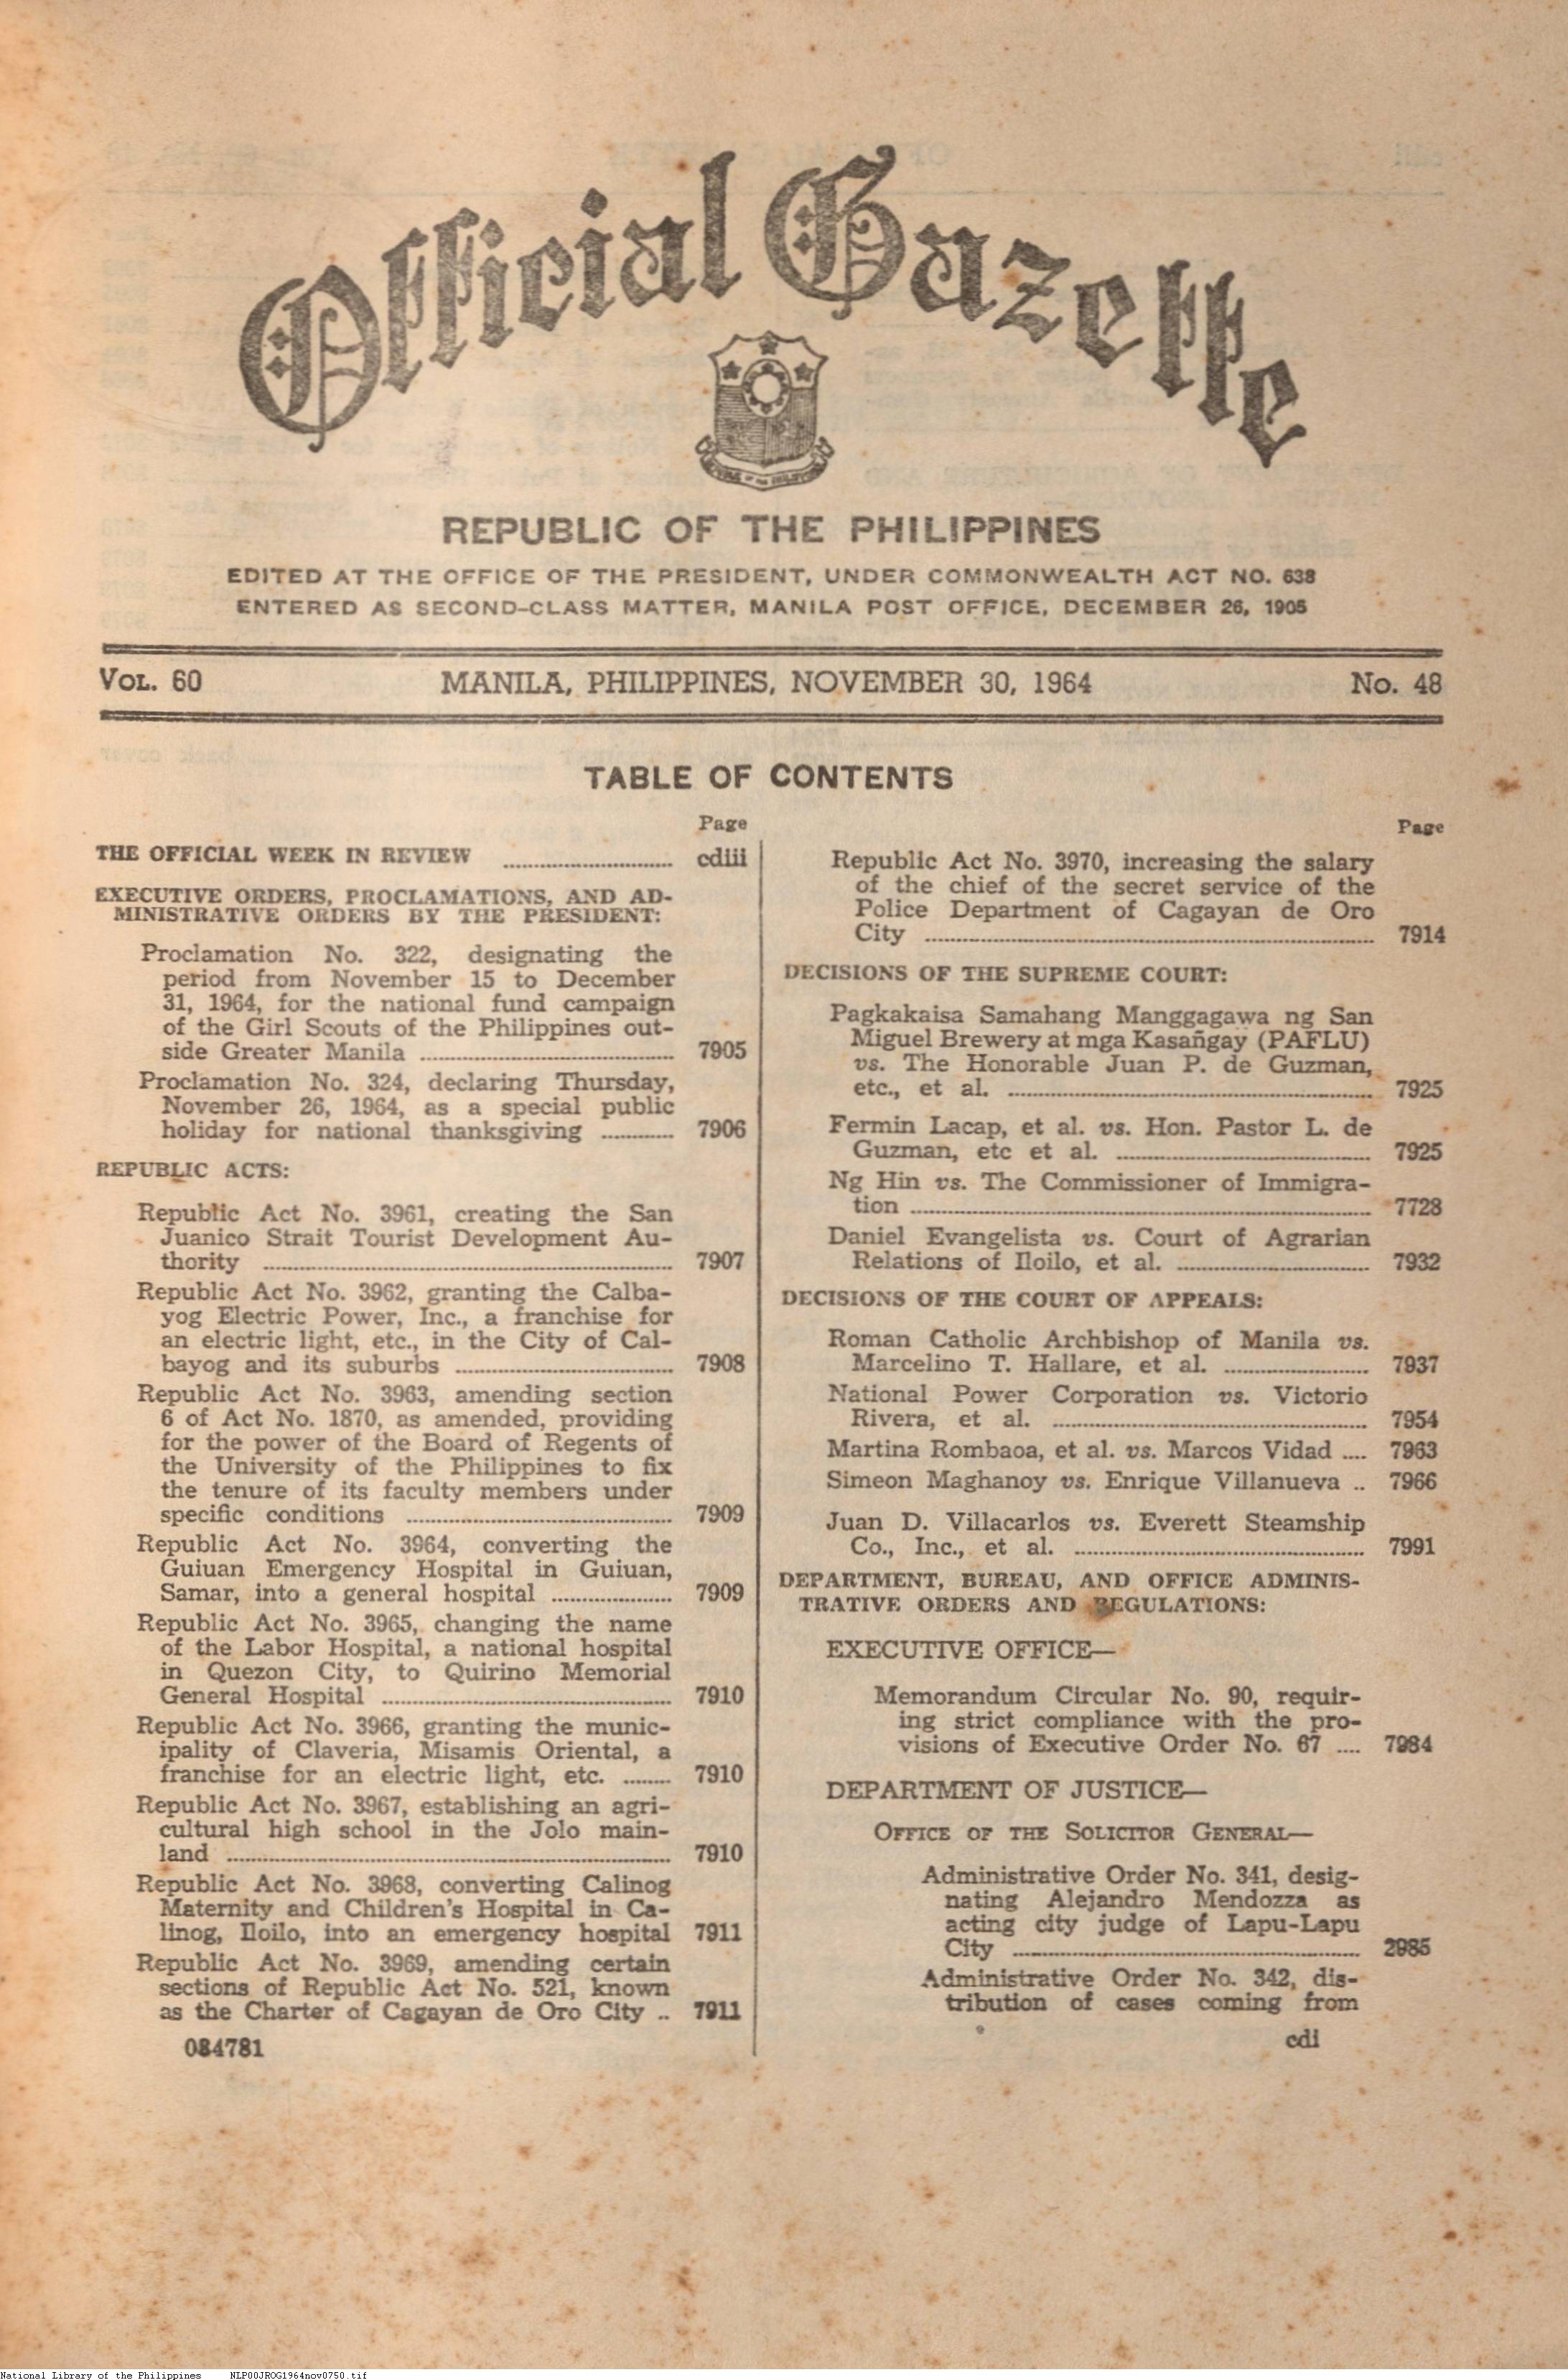 Official Gazette
REPUBLIC OF THE PHILIPPINES
EDITED AT THE OFFICE OF THE PRESIDENT, UNDER COMMONWEALTH ACT NO. 638
ENTERED AS SECOND-CLASS MATTER, MANILA POST OFFICE, DECEMBER 26, 1905
VOL. 60 MANILA, PHILIPPINES, NOVEMBER 30, 1964 No. 48
TABLE OF CONTENTS
Page
THE OFFICIAL WEEK IN REVIEW ........ cdiii
EXECUTIVE ORDERS, PROCLAMATIONS, AND AD-
MINISTRATIVE ORDERS BY THE PRESIDENT:
Proclamation No. 322, designating the
period from November 15 to December
31, 1964, for the national fund campaign
of the Girl Scouts of the Philippines out-
side Greater Manila ........ 7905
Proclamation No. 324, declaring Thursday,
November 26, 1964, as a special public
holiday for national thanksgiving ........ 7906
REPUBLIC ACTS:
Republic Act No. 3961, creating the San
Juanico Strait Tourist Development Au-
thority ........ 7907
Republic Act No. 3962, granting the Calba-
yog Electric Power, Inc., a franchise for
an electric light, etc., in the City of Cal-
bayog and its suburbs ........ 7908
Republic Act No. 3963, amending section
6 of Act No. 1870, as amended, providing
for the power of the Board of Regents of
the University of the Philippines to fix
the tenure of its faculty members under
specific conditions ........ 7909
Republic Act No. 3964, converting the
Guiuan Emergency Hospital in Guiuan,
Samar, into a general hospital ........ 7909
Republic Act No. 3965, changing the name
of the Labor Hospital, a national hospital
in Quezon City, to Quirino Memorial
General Hospital ........ 7910
Republic Act No. 3966, granting the munic-
ipality of Claveria, Misamis Oriental, a
franchise for an electric light, etc. ........ 7910
Republic Act No. 3967, establishing an agri-
cultural high school in the Jolo main-
land ........ 7910
Republic Act No. 3968, converting Calinog
Maternity and Children's Hospital in Ca-
linog, Iloilo, into an emergency hospital 7911
Republic Act No. 3969, amending certain
sections of Republic Act No. 521, known
as the Charter of Cagayan de Oro City .. 7911
084781
Page
Republic Act No. 3970, increasing the salary
of the chief of the secret service of the
Police Department of Cagayan de Oro
City ........ 7914
DECISIONS OF THE SUPREME COURT:
Pagkakaisa Samahang Manggagawa ng San
Miguel Brewery at mga Kasañgay (PAFLU)
vs. The Honorable Juan P. de Guzman,
etc., et al. ........ 7925
Fermin Lacap, et al. vs. Hon. Pastor L. de
Guzman, etc et al. ........ 7925
Ng Hin vs. The Commissioner of Immigra-
tion ........ 7728
Daniel Evangelista vs. Court of Agrarian
Relations of Iloilo, et al. ........ 7932
DECISIONS OF THE COURT OF APPEALS:
Roman Catholic Archbishop of Manila vs.
Marcelino T. Hallare, et al. ........ 7937
National Power Corporation vs. Victorio
Rivera, et al. ........ 7954
Martina Rombaoa, et al. vs. Marcos Vidad .... 7963
Simeon Maghanoy vs. Enrique Villanueva .. 7966
Juan D. Villacarlos vs. Everett Steamship
Co., Inc., et al. ........ 7991
DEPARTMENT, BUREAU, AND OFFICE ADMINIS-
TRATIVE ORDERS AND REGULATIONS:
EXECUTIVE OFFICE—
Memorandum Circular No. 90, requir-
ing strict compliance with the pro-
visions of Executive Order No. 67 .... 7984
DEPARTMENT OF JUSTICE—
OFFICE OF THE SOLICITOR GENERAL—
Administrative Order No. 341, desig-
nating Alejandro Mendozza as
acting city judge of Lapu-Lapu
City ........ 2985
Administrative Order No. 342, dis-
tribution of cases coming from
cdi
National Library of the Philippines NLP00JROG1964nov0750.tif